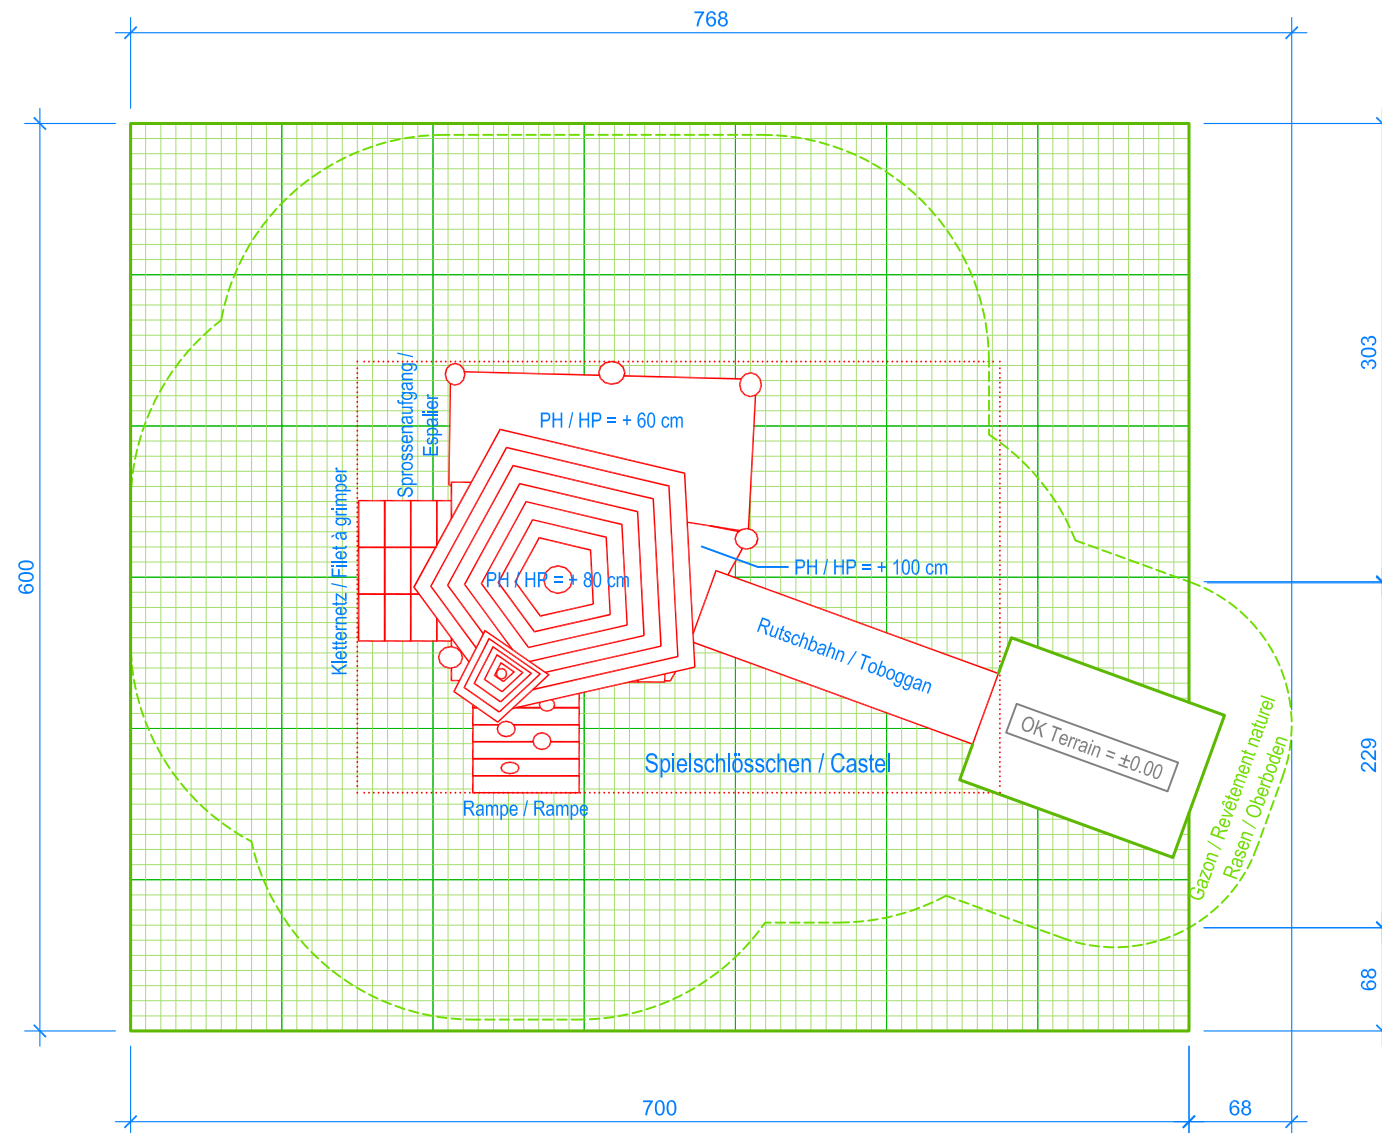 768
600
303
Sprossenaufgang /
Espalier
PH / HP = + 60 cm
Kletternetz / Filet à grimper
PH / HP = + 80 cm
PH / HP = + 100 cm
Rutschbahn / Toboggan
OK Terrain = ±0.00
Gazon / Revêtement naturel
Rasen / Oberboden
229
Spielschlösschen / Castel
Rampe / Rampe
68
700
68